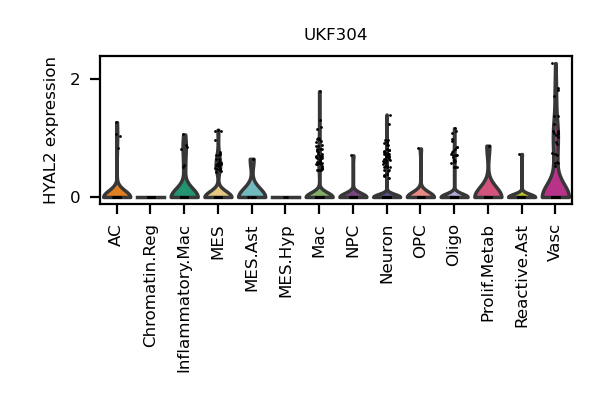 UKF304
HYAL2 expression
2
0
AC
Chromatin.Reg
Inflammatory.Mac
MES
MES.Ast
MES.Hyp
Mac
NPC
Neuron
OPC
Oligo
Prolif.Metab
Reactive.Ast
Vasc